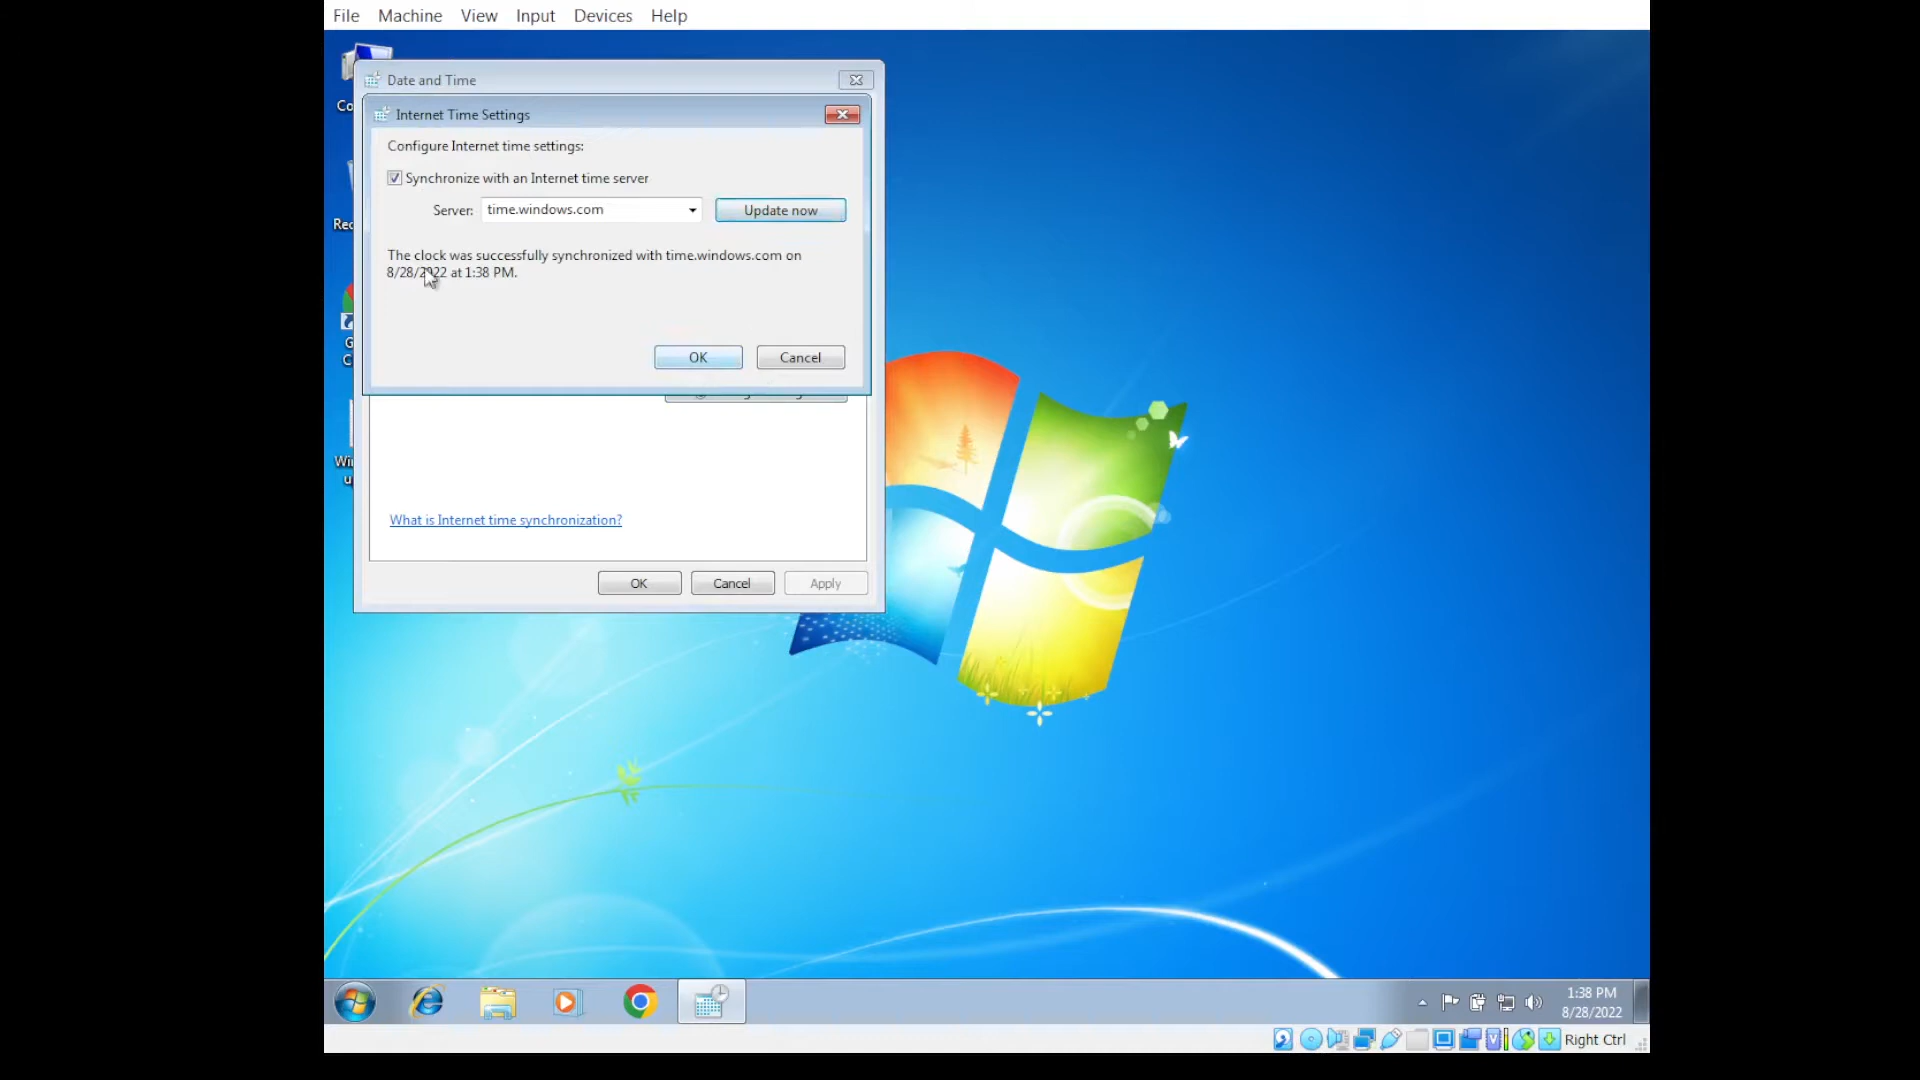 File Machine View Input Devices Help
Date and Time
Internet Time Settings
Configure Internet time settings:
Synchronize with an Internet time server
Server: time.windows.com Update now
The clock was successfully synchronized with time.windows.com on
8/28/2022 at 1:38 PM.
OK Cancel
What is Internet time synchronization?
OK Cancel Apply
1:38 PM
8/28/2022
Right Ctrl